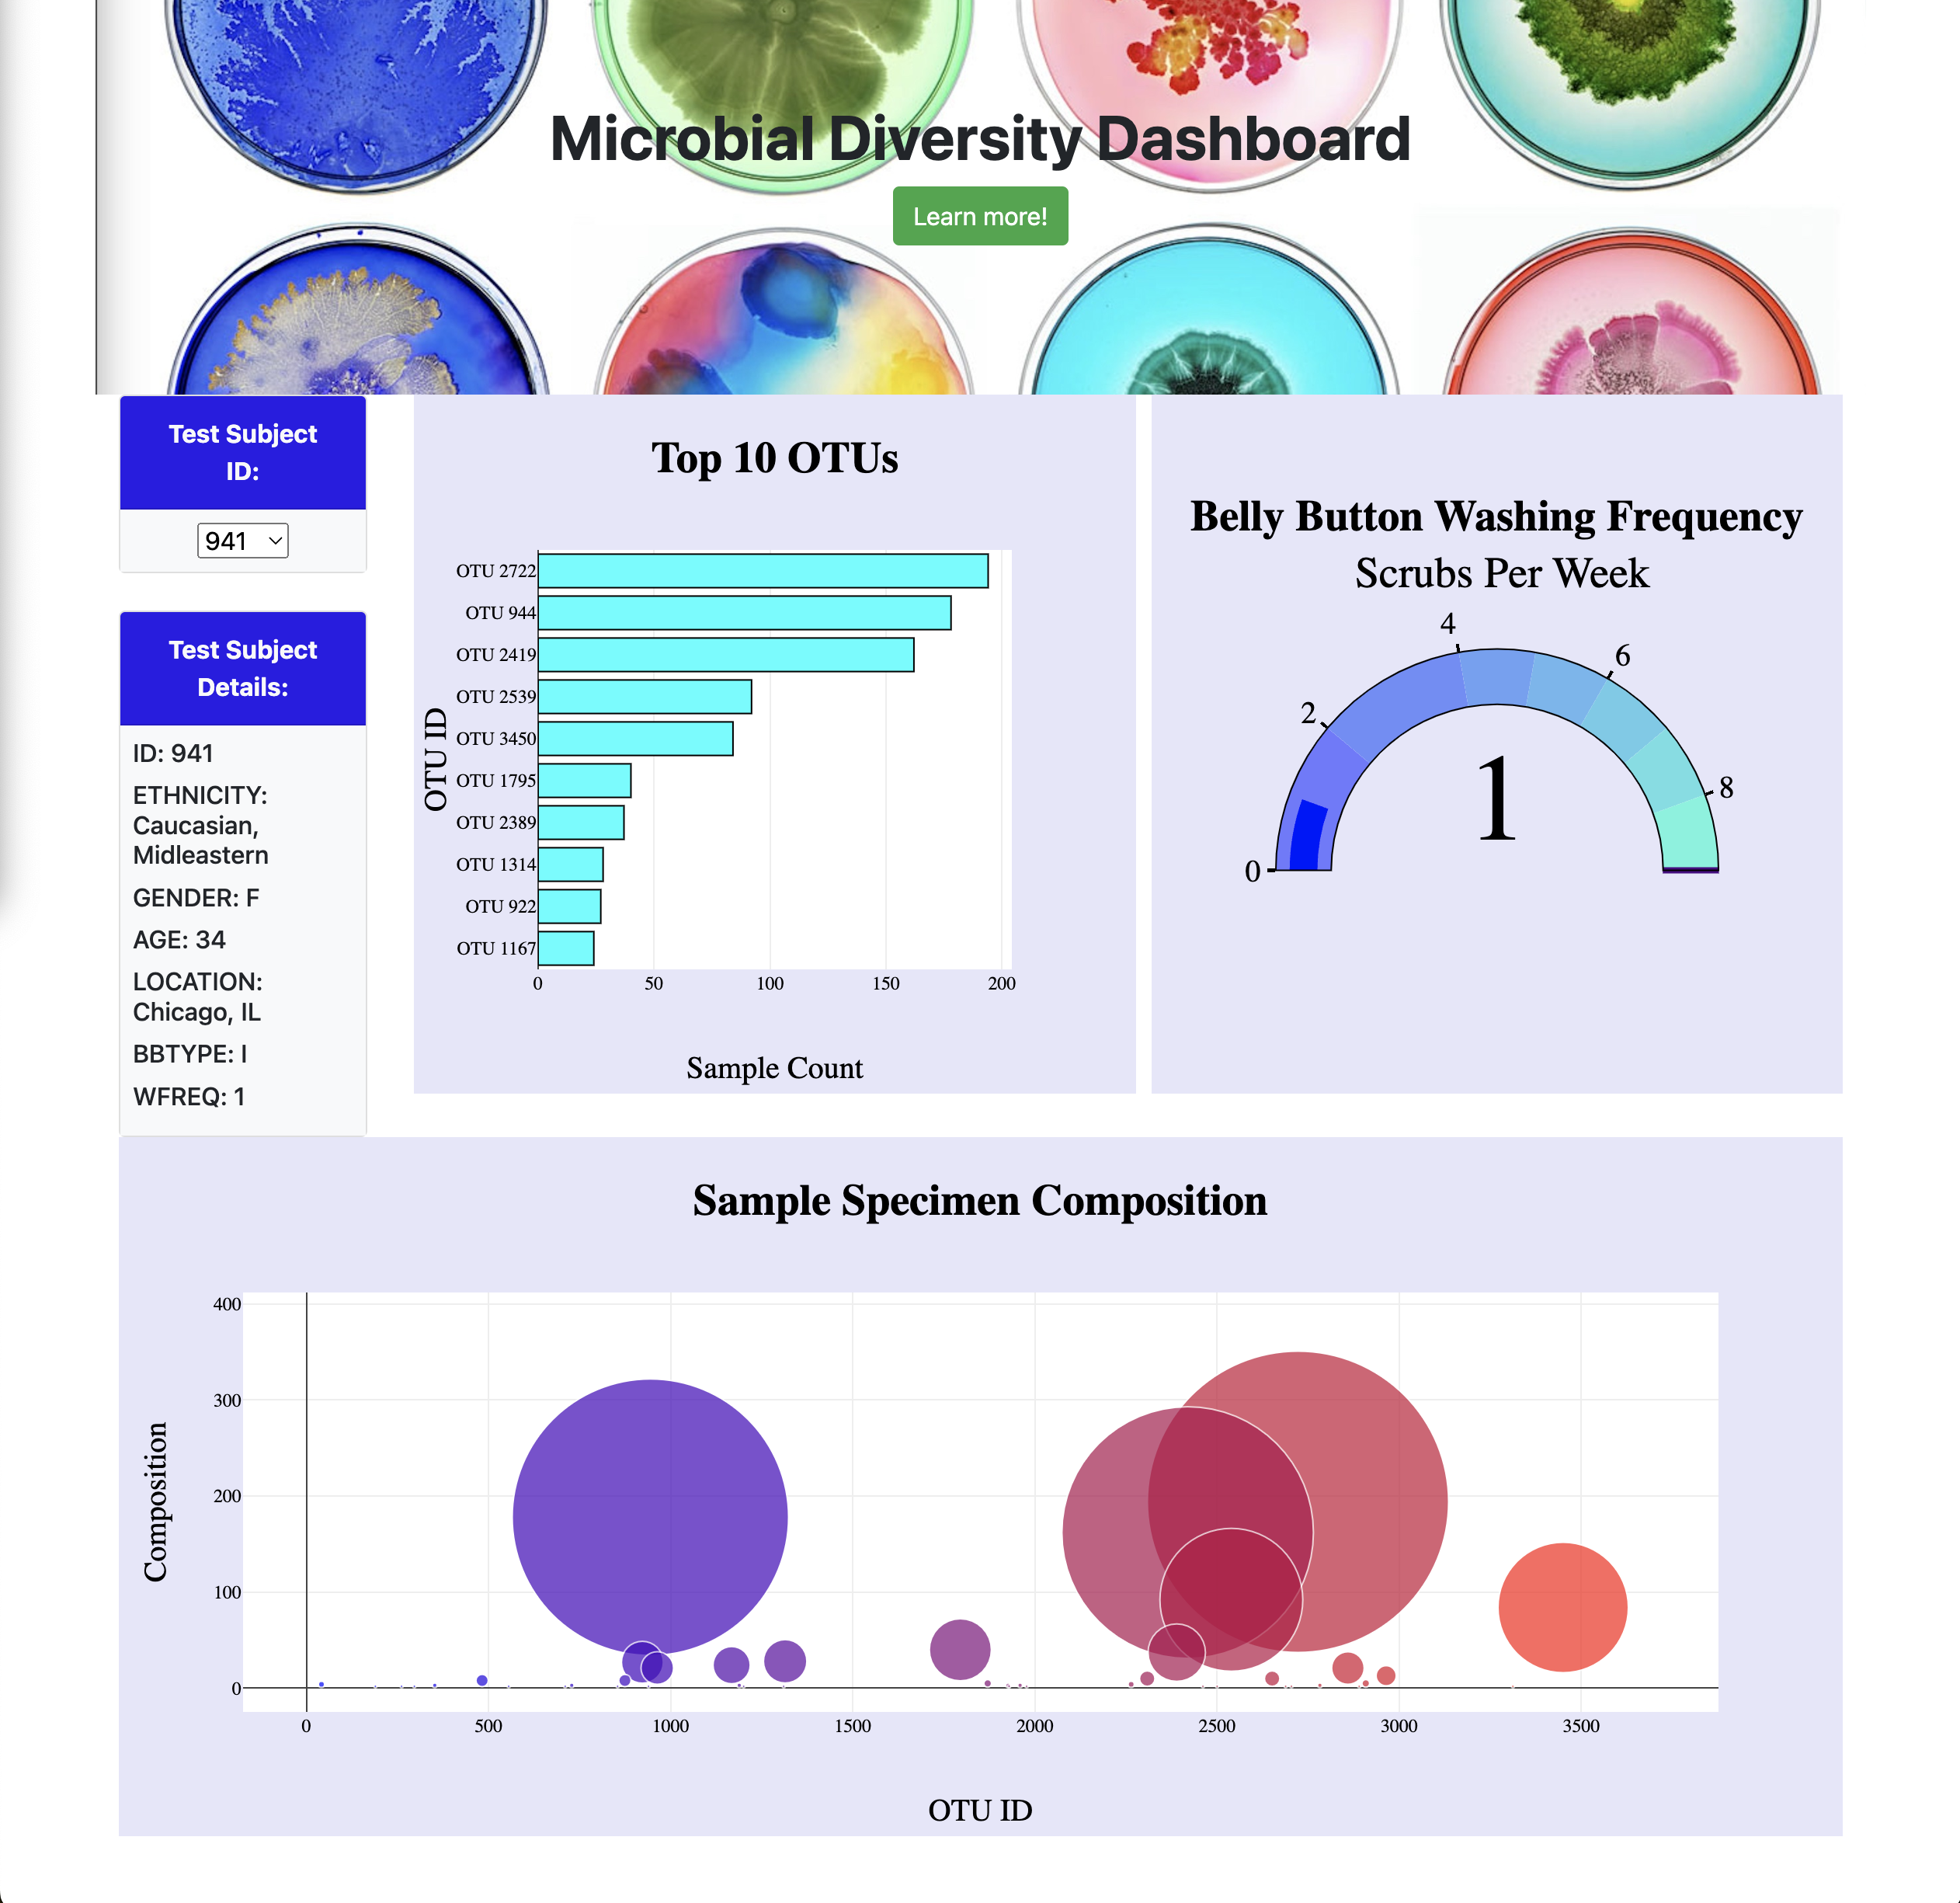 Microbial Diversity Dashboard
Learn more!
Test Subject
ID:
941
Test Subject
Details:
ID: 941
ETHNICITY:
Caucasian,
Midleastern
GENDER: F
AGE: 34
LOCATION:
Chicago, IL
BBTYPE: I
WFREQ: 1
Top 10 OTUs
OTU ID
OTU 2722
OTU 944
OTU 2419
OTU 2539
OTU 3450
OTU 1795
OTU 2389
OTU 1314
OTU 922
OTU 1167
0 50 100 150 200
Sample Count
Belly Button Washing Frequency
Scrubs Per Week
0 2 4 6 8
1
Sample Specimen Composition
Composition
400
300
200
100
0
0 500 1000 1500 2000 2500 3000 3500
OTU ID